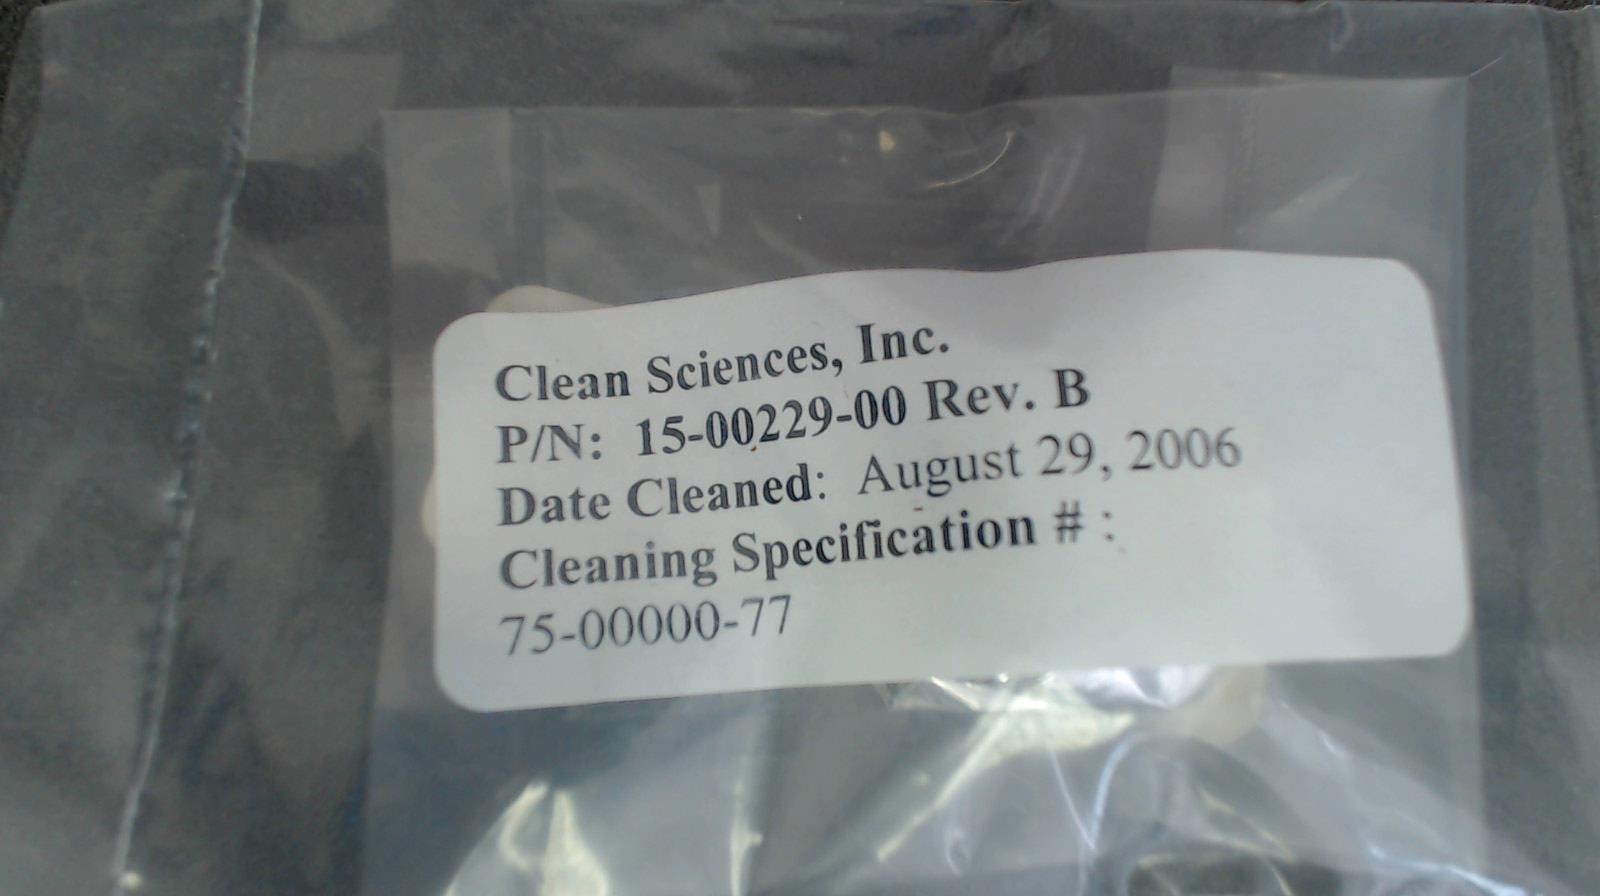 Clean Sciences, Inc.
P/N: 15-00229-00 Rev. B
Date Cleaned: August 29, 2006
Cleaning Specification # :
75-00000-77